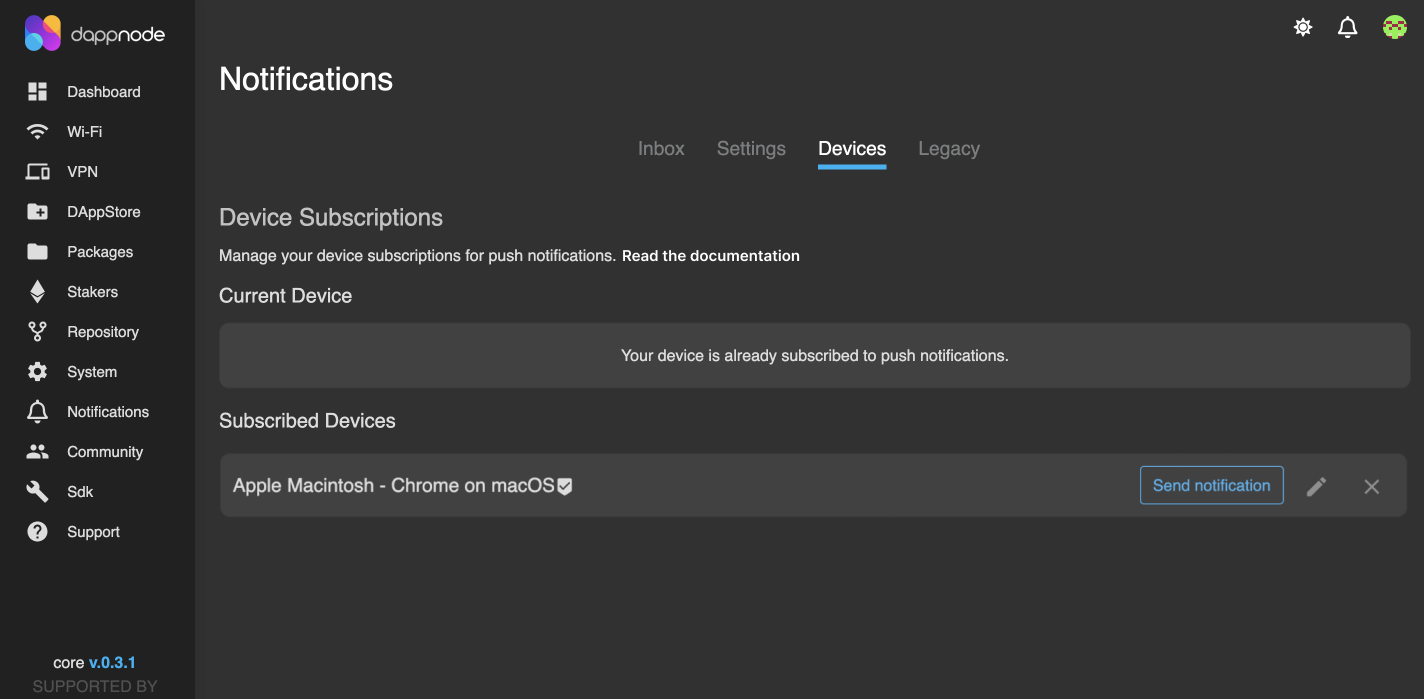 dappnode
Dashboard
Wi-Fi
VPN
DAppStore
Packages
Stakers
Repository
System
Notifications
Community
Sdk
Support
core v.0.3.1
SUPPORTED BY
Notifications
Inbox Settings Devices Legacy
Device Subscriptions
Manage your device subscriptions for push notifications. Read the documentation
Current Device
Your device is already subscribed to push notifications.
Subscribed Devices
Apple Macintosh - Chrome on macOS Send notification